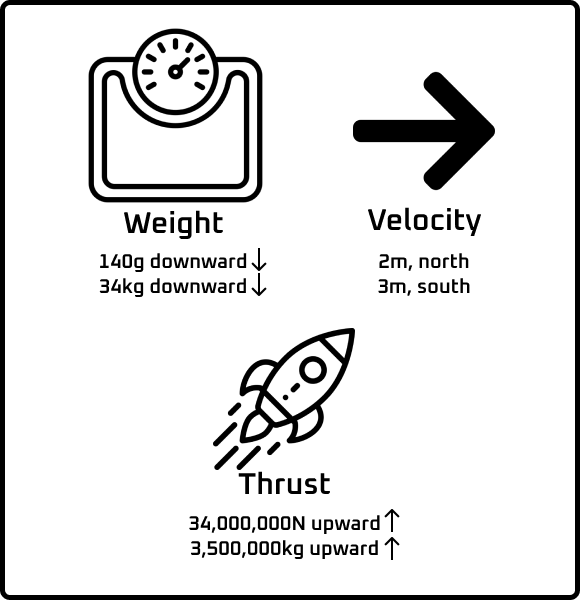 Weight
140g downward
34kg downward
Velocity
2m, north
3m, south
Thrust
34,000,000N upward
3,500,000kg upward